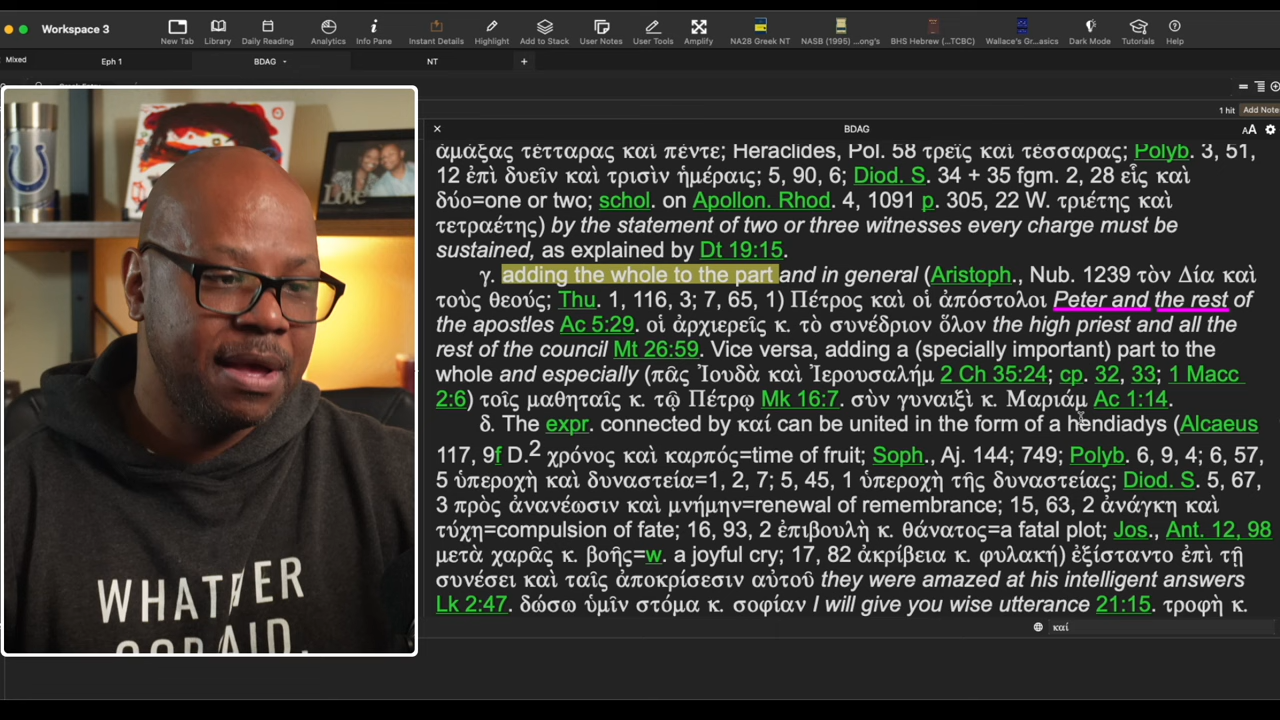 Workspace 3
New Tab Library Daily Reading Analytics Info Pane Instant Details Highlight Add to Stack User Notes User Tools Amplify NA28 Greek NT NASB (1995) ...ong's BHS Hebrew (...TCBC) Wallace's Gr...asics Dark Mode Tutorials Help
Mixed Eph 1 BDAG NT +
1 hit Add Note
BDAG
AA
ἁμάξας τέτταρας καὶ πέντε; Heraclides, Pol. 58 τρεῖς καὶ τέσσαρας; Polyb. 3, 51,
12 ἐπὶ δυεῖν καὶ τρισὶν ἡμέραις; 5, 90, 6; Diod. S. 34 + 35 fgm. 2, 28 εἷς καὶ
δύο=one or two; schol. on Apollon. Rhod. 4, 1091 p. 305, 22 W. τριέτης καὶ
τετραέτης) by the statement of two or three witnesses every charge must be
sustained, as explained by Dt 19:15.
γ. adding the whole to the part and in general (Aristoph., Nub. 1239 τὸν Δία καὶ
τοὺς θεούς; Thu. 1, 116, 3; 7, 65, 1) Πέτρος καὶ οἱ ἀπόστολοι Peter and the rest of
the apostles Ac 5:29. οἱ ἀρχιερεῖς κ. τὸ συνέδριον ὅλον the high priest and all the
rest of the council Mt 26:59. Vice versa, adding a (specially important) part to the
whole and especially (πᾶς Ἰουδὰ καὶ Ἰερουσαλήμ 2 Ch 35:24; cp. 32, 33; 1 Macc
2:6) τοῖς μαθηταῖς κ. τῷ Πέτρῳ Mk 16:7. σὺν γυναιξὶ κ. Μαριάμ Ac 1:14.
δ. The expr. connected by καί can be united in the form of a hendiadys (Alcaeus
117, 9f D.2 χρόνος καὶ καρπός=time of fruit; Soph., Aj. 144; 749; Polyb. 6, 9, 4; 6, 57,
5 ὑπεροχὴ καὶ δυναστεία=1, 2, 7; 5, 45, 1 ὑπεροχὴ τῆς δυναστείας; Diod. S. 5, 67,
3 πρὸς ἀνανέωσιν καὶ μνήμην=renewal of remembrance; 15, 63, 2 ἀνάγκη καὶ
τύχη=compulsion of fate; 16, 93, 2 ἐπιβουλὴ κ. θάνατος=a fatal plot; Jos., Ant. 12, 98
μετὰ χαρᾶς κ. βοῆς=w. a joyful cry; 17, 82 ἀκρίβεια κ. φυλακή) ἐξίσταντο ἐπὶ τῇ
συνέσει καὶ ταῖς ἀποκρίσεσιν αὐτοῦ they were amazed at his intelligent answers
Lk 2:47. δώσω ὑμῖν στόμα κ. σοφίαν I will give you wise utterance 21:15. τροφὴ κ.
καί
LOVE